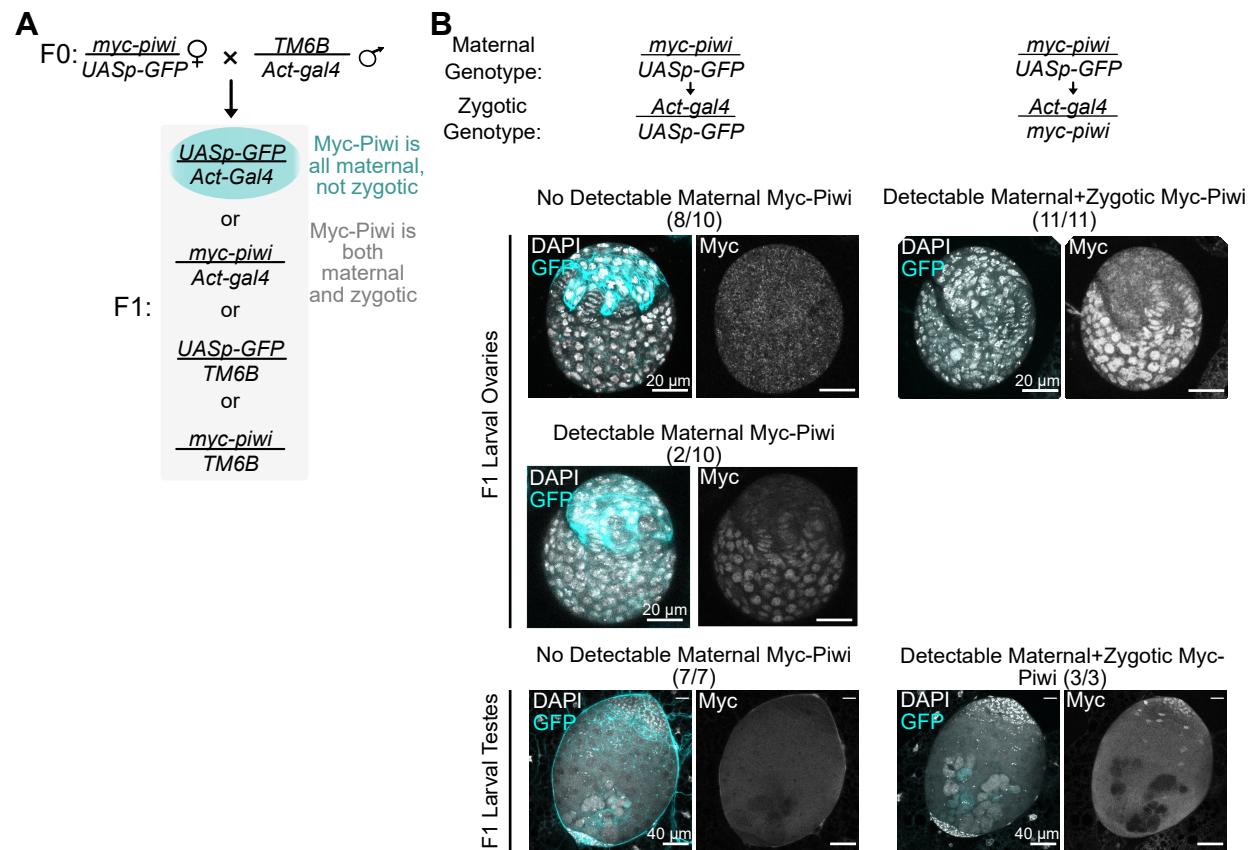 A
F0: myc-piwi ♀ × TM6B ♂
UASp-GFP Act-gal4
UASp-GFP
Act-Gal4
Myc-Piwi is
all maternal,
not zygotic
or
myc-piwi
Act-gal4
Myc-Piwi is
both
maternal
and zygotic
F1:
or
UASp-GFP
TM6B
or
myc-piwi
TM6B
B
Maternal
Genotype:
myc-piwi
UASp-GFP
myc-piwi
UASp-GFP
Zygotic
Genotype:
Act-gal4
UASp-GFP
Act-gal4
myc-piwi
F1 Larval Ovaries
No Detectable Maternal Myc-Piwi
(8/10)
DAPI
GFP
20 µm
Myc
Detectable Maternal+Zygotic Myc-Piwi
(11/11)
DAPI
GFP
20 µm
Myc
Detectable Maternal Myc-Piwi
(2/10)
DAPI
GFP
20 µm
Myc
F1 Larval Testes
No Detectable Maternal Myc-Piwi
(7/7)
DAPI
GFP
40 µm
Myc
Detectable Maternal+Zygotic Myc-
Piwi (3/3)
DAPI
GFP
40 µm
Myc